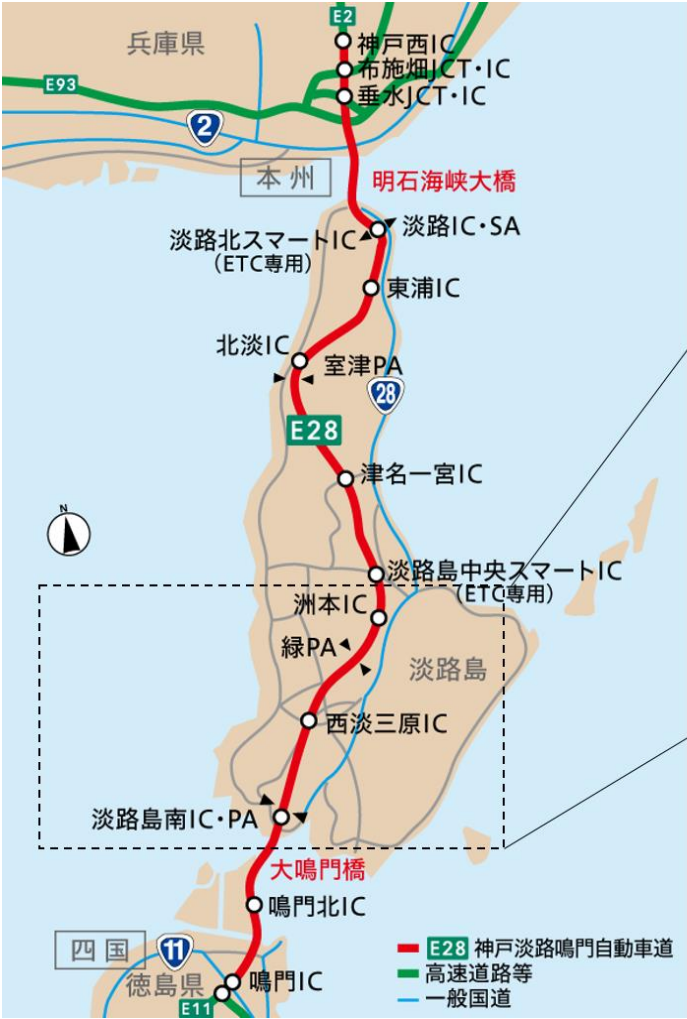 E2
兵庫県
神戸西IC
布施畑JCT・IC
E93
垂水JCT・IC
2
本州
明石海峡大橋
淡路IC・SA
淡路北スマートIC
（ETC専用）
東浦IC
北淡IC
室津PA
28
E28
津名一宮IC
N
淡路島中央スマートIC
（ETC専用）
洲本IC
緑PA
淡路島
西淡三原IC
淡路島南IC・PA
大鳴門橋
鳴門北IC
四国
11
徳島県
鳴門IC
E11
E28 神戸淡路鳴門自動車道
高速道路等
一般国道